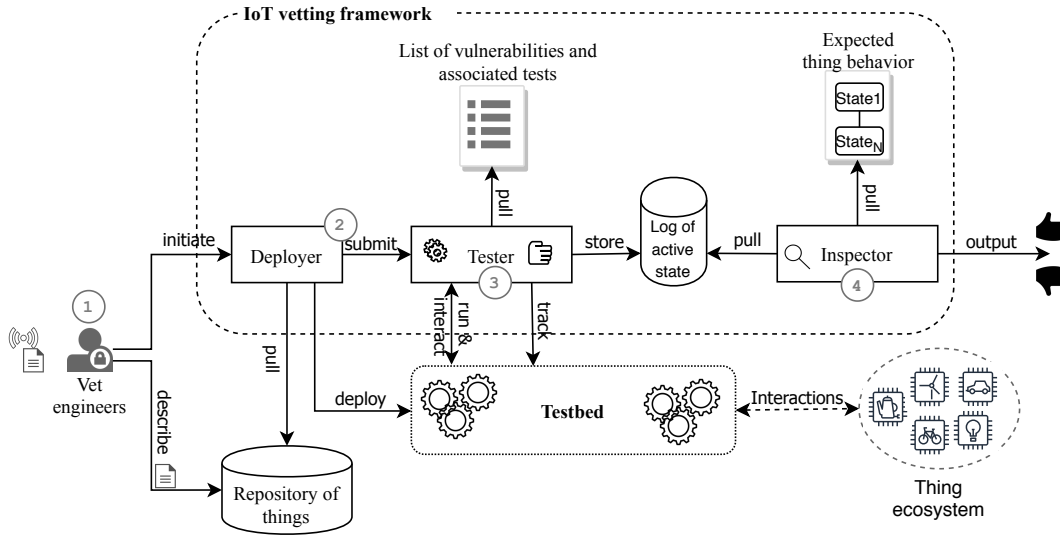 IoT vetting framework
List of vulnerabilities and
associated tests
Expected
thing behavior
State1
StateN
pull
pull
1
initiate
2
Deployer
submit
Tester
3
store
Log of
active
state
pull
Inspector
4
output
Vet
engineers
describe
pull
deploy
run &
interact
track
Testbed
Interactions
Repository of
things
Thing
ecosystem